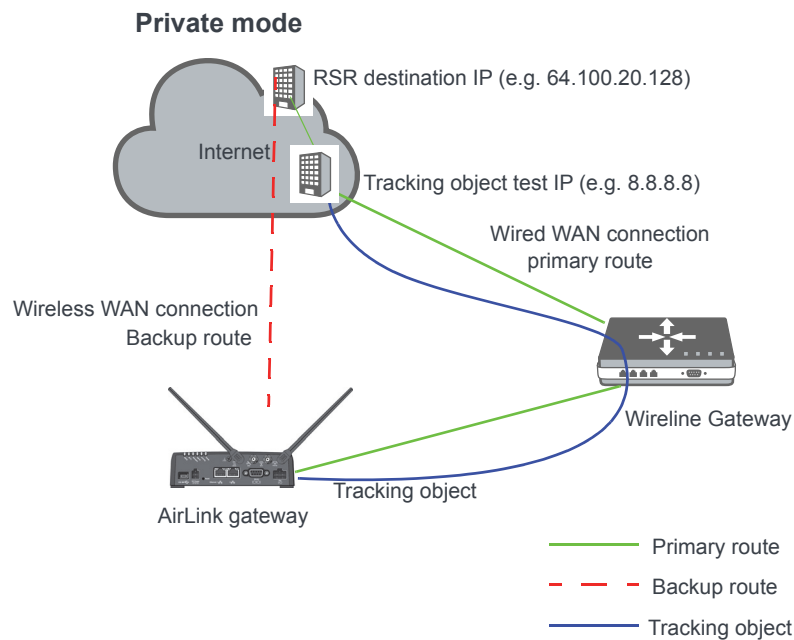 Private mode
RSR destination IP (e.g. 64.100.20.128)
Internet
Tracking object test IP (e.g. 8.8.8.8)
Wired WAN connection
primary route
Wireless WAN connection
Backup route
Wireline Gateway
Tracking object
AirLink gateway
Primary route
Backup route
Tracking object